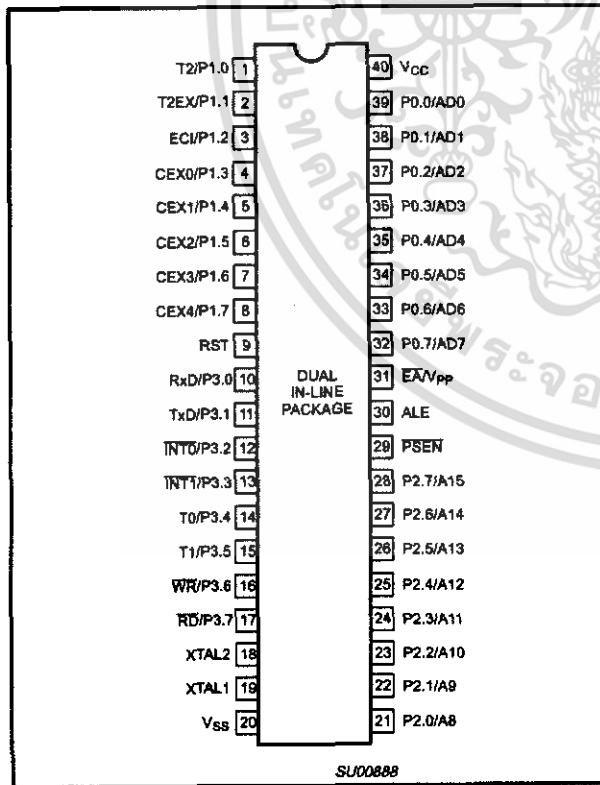 T2/P1.0 1
T2EX/P1.1 2
ECI/P1.2 3
CEX0/P1.3 4
CEX1/P1.4 5
CEX2/P1.5 6
CEX3/P1.6 7
CEX4/P1.7 8
RST 9
RxD/P3.0 10
TxD/P3.1 11
I̅N̅T̅0̅/P3.2 12
I̅N̅T̅1̅/P3.3 13
T0/P3.4 14
T1/P3.5 15
W̅R̅/P3.6 16
R̅D̅/P3.7 17
XTAL2 18
XTAL1 19
VSS 20
DUAL
IN-LINE
PACKAGE
40 VCC
39 P0.0/AD0
38 P0.1/AD1
37 P0.2/AD2
36 P0.3/AD3
35 P0.4/AD4
34 P0.5/AD5
33 P0.6/AD6
32 P0.7/AD7
31 E̅A̅/VPP
30 ALE
29 P̅S̅E̅N̅
28 P2.7/A15
27 P2.6/A14
26 P2.5/A13
25 P2.4/A12
24 P2.3/A11
23 P2.2/A10
22 P2.1/A9
21 P2.0/A8
SU00888